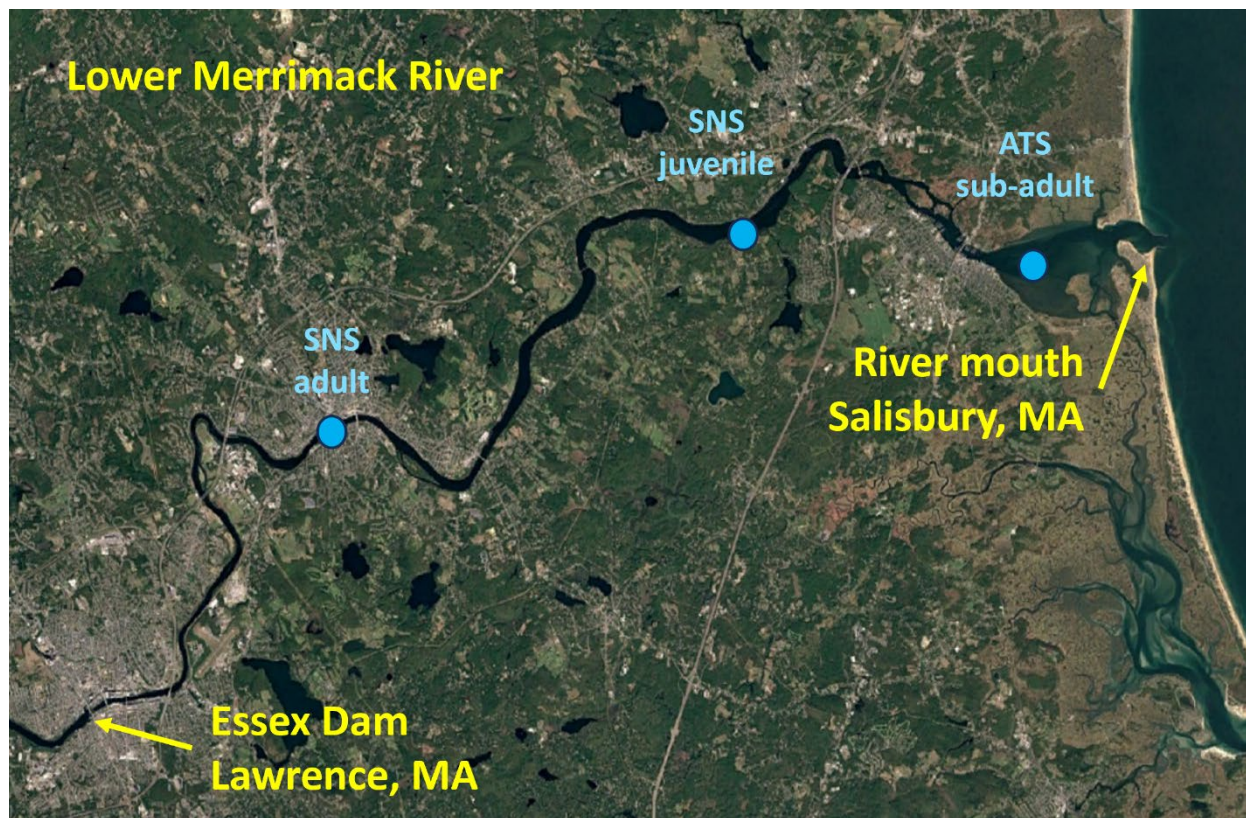 Lower Merrimack River
SNS
juvenile
ATS
sub-adult
SNS
adult
River mouth
Salisbury, MA
Essex Dam
Lawrence, MA